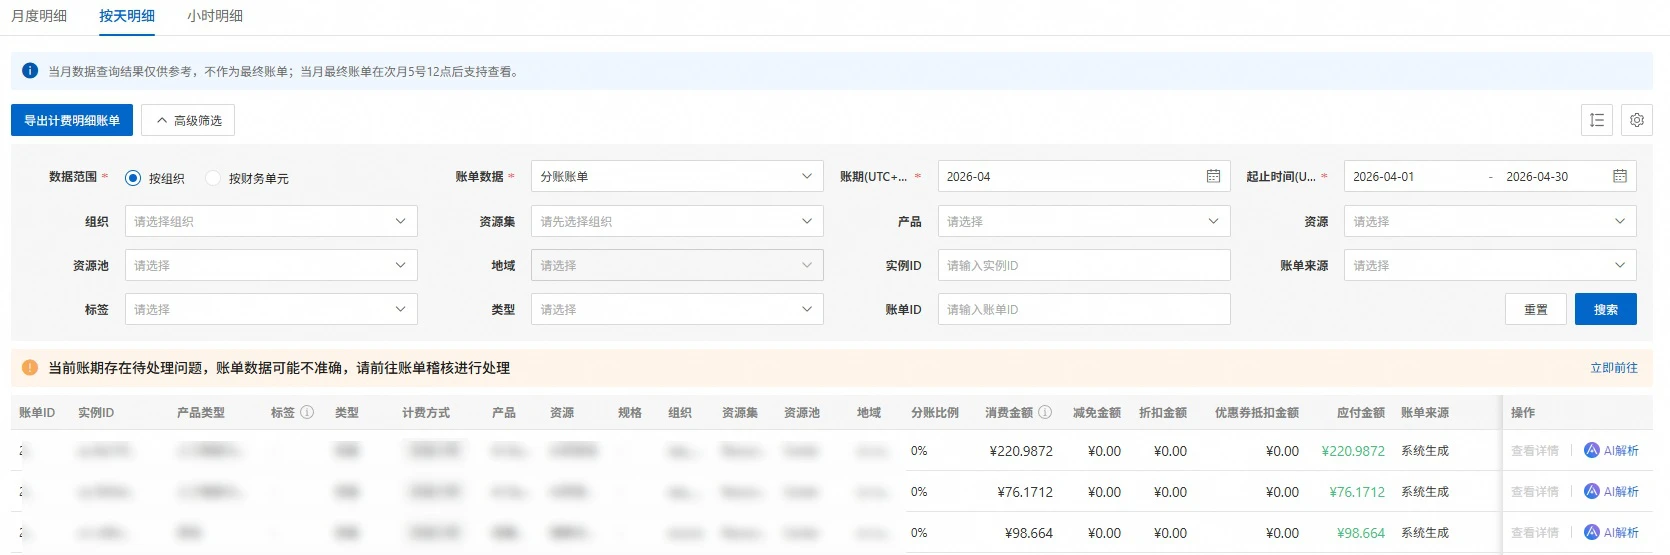 月度明细 按天明细 小时明细
当月数据查询结果仅供参考，不作为最终账单；当月最终账单在次月5号12点后支持查看。
导出计费明细账单 高级筛选
数据范围 * 按组织 按财务单元 账单数据 * 分账账单 账期(UTC+... * 2026-04 起止时间(U... * 2026-04-01 - 2026-04-30
组织 请选择组织 资源集 请先选择组织 产品 请选择 资源 请选择
资源池 请选择 地域 请选择 实例ID 请输入实例ID 账单来源 请选择
标签 请选择 类型 请选择 账单ID 请输入账单ID 重置 搜索
当前账期存在待处理问题，账单数据可能不准确，请前往账单稽核进行处理 立即前往
账单ID 实例ID 产品类型 标签 类型 计费方式 产品 资源 规格 组织 资源集 资源池 地域 分账比例 消费金额 减免金额 折扣金额 优惠券抵扣金额 应付金额 账单来源 操作
0% ¥220.9872 ¥0.00 ¥0.00 ¥0.00 ¥220.9872 系统生成 查看详情 AI解析
0% ¥76.1712 ¥0.00 ¥0.00 ¥0.00 ¥76.1712 系统生成 查看详情 AI解析
0% ¥98.664 ¥0.00 ¥0.00 ¥0.00 ¥98.664 系统生成 查看详情 AI解析